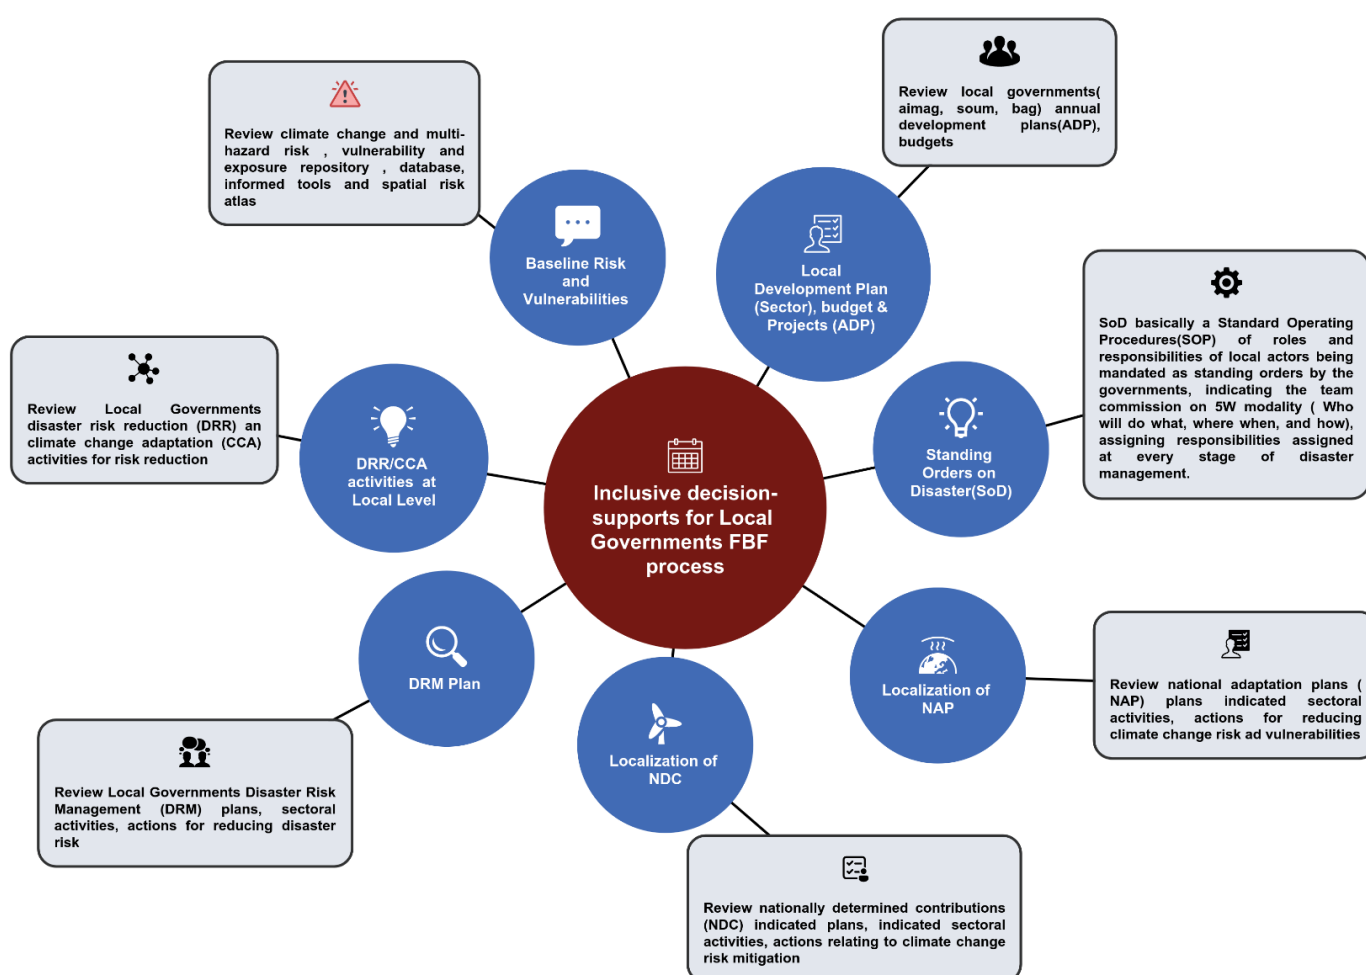 Review local governments(
aimag, soum, bag) annual
development plans(ADP),
budgets
Review climate change and multi-
hazard risk , vulnerability and
exposure repository , database,
informed tools and spatial risk
atlas
Baseline Risk
and
Vulnerabilities
Local
Development Plan
(Sector), budget &
Projects (ADP)
SoD basically a Standard Operating
Procedures(SOP) of roles and
responsibilities of local actors being
mandated as standing orders by the
governments, indicating the team
commission on 5W modality ( Who
will do what, where when, and how),
assigning responsibilities assigned
at every stage of disaster
management.
Review Local Governments
disaster risk reduction (DRR) an
climate change adaptation (CCA)
activities for risk reduction
DRR/CCA
activities at
Local Level
Standing
Orders on
Disaster(SoD)
Inclusive decision-
supports for Local
Governments FBF
process
DRM Plan
Localization of
NAP
Review national adaptation plans (
NAP) plans indicated sectoral
activities, actions for reducing
climate change risk ad vulnerabilities
Localization of
NDC
Review Local Governments Disaster Risk
Management (DRM) plans, sectoral
activities, actions for reducing disaster
risk
Review nationally determined contributions
(NDC) indicated plans, indicated sectoral
activities, actions relating to climate change
risk mitigation